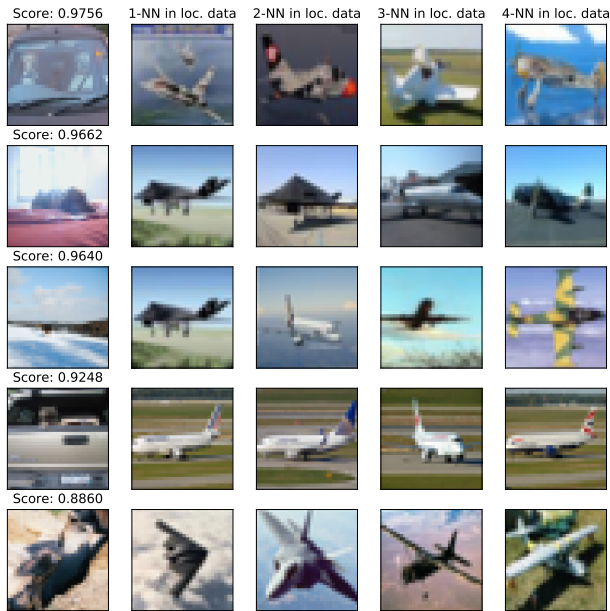 Score: 0.9756 1-NN in loc. data 2-NN in loc. data 3-NN in loc. data 4-NN in loc. data
Score: 0.9662
Score: 0.9640
Score: 0.9248
Score: 0.8860